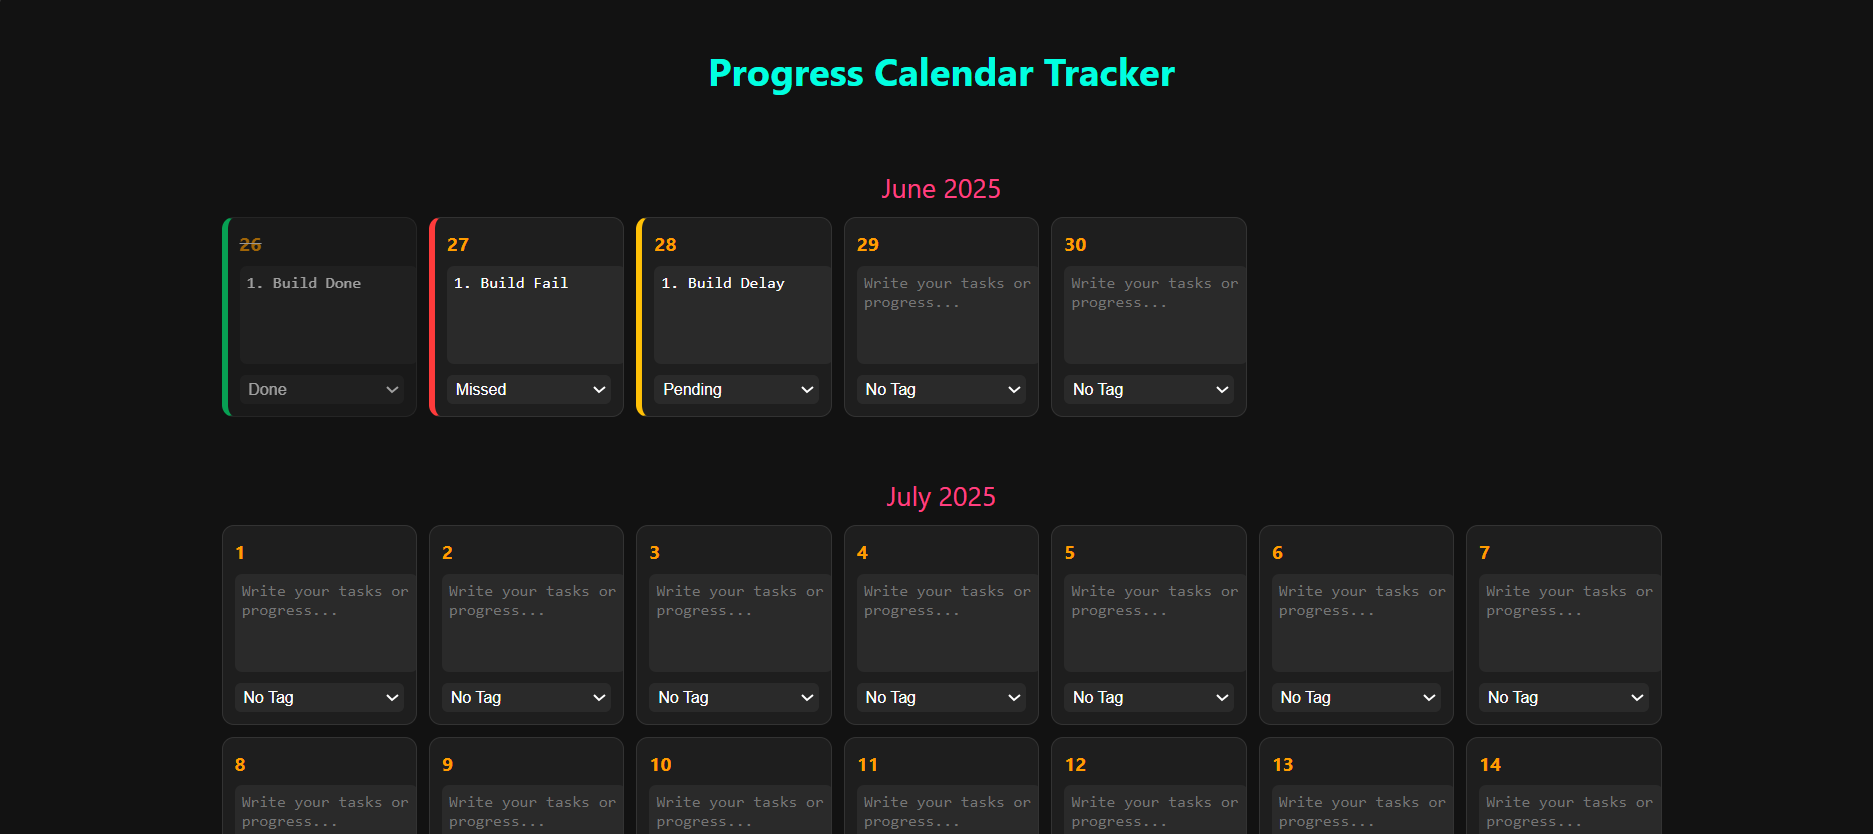 Progress Calendar Tracker
June 2025
26 27 28 29 30
1. Build Done
1. Build Fail
1. Build Delay
Write your tasks or
progress...
Write your tasks or
progress...
Done Missed Pending No Tag No Tag
July 2025
1 2 3 4 5 6 7
Write your tasks or
progress...
Write your tasks or
progress...
Write your tasks or
progress...
Write your tasks or
progress...
Write your tasks or
progress...
Write your tasks or
progress...
Write your tasks or
progress...
No Tag No Tag No Tag No Tag No Tag No Tag No Tag
8 9 10 11 12 13 14
Write your tasks or
progress...
Write your tasks or
progress...
Write your tasks or
progress...
Write your tasks or
progress...
Write your tasks or
progress...
Write your tasks or
progress...
Write your tasks or
progress...